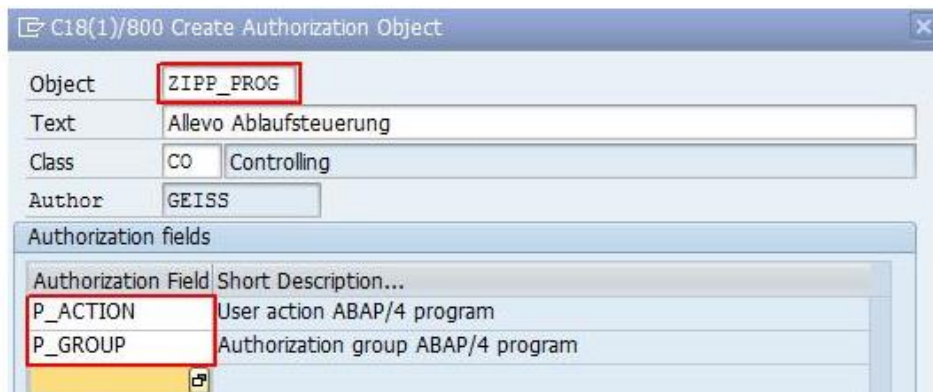 C18(1)/800 Create Authorization Object
Object ZIPP_PROG
Text Allevo Ablaufsteuerung
Class CO Controlling
Author GEISS
Authorization fields
Authorization Field Short Description...
P_ACTION User action ABAP/4 program
P_GROUP Authorization group ABAP/4 program